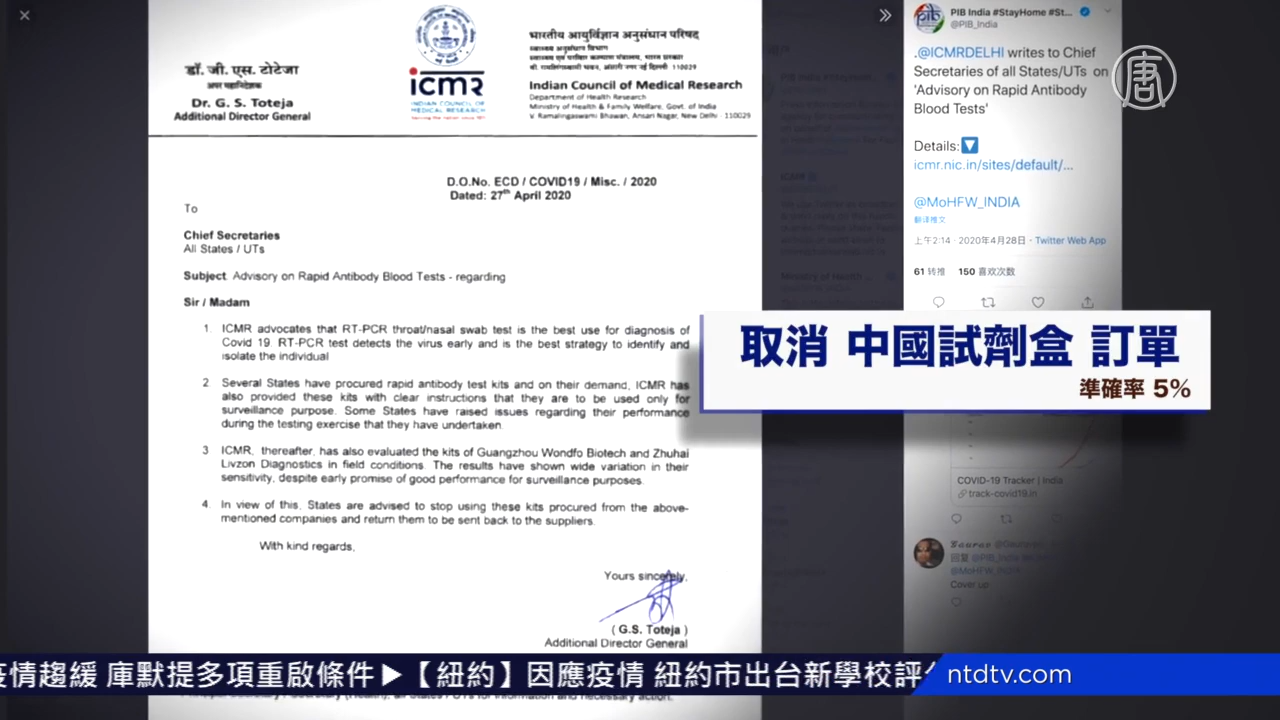 डॉ. जी. एस. टोटेजा
अपर महानिदेशक
Dr. G. S. Toteja
Additional Director General
icmr
INDIAN COUNCIL OF
MEDICAL RESEARCH
Serving the nation since 1911
भारतीय आयुर्विज्ञान अनुसंधान परिषद
स्वास्थ्य अनुसंधान विभाग
Indian Council of Medical Research
Department of Health Research
Ministry of Health & Family Welfare, Govt. of India
V. Ramalingaswami Bhawan, Ansari Nagar, New Delhi 110029
D.O.No. ECD / COVID19 / Misc. / 2020
Dated: 27th April 2020
To
Chief Secretaries
All States / UTs
Subject Advisory on Rapid Antibody Blood Tests - regarding
Sir / Madam
1. ICMR advocates that RT-PCR throat/nasal swab test is the best use for diagnosis of
Covid 19. RT-PCR test detects the virus early and is the best strategy to identify and
isolate the individual
2 Several States have procured rapid antibody test kits and on their demand, ICMR has
also provided these kits with clear instructions that they are to be used only for
surveillance purpose. Some States have raised issues regarding their performance
during the testing exercise that they have undertaken.
3 ICMR, thereafter, has also evaluated the kits of Guangzhou Wondfo Biotech and Zhuhai
Livzon Diagnostics in field conditions. The results have shown wide variation in their
sensitivity, despite early promise of good performance for surveillance purposes.
4. In view of this, States are advised to stop using these kits procured from the above-
mentioned companies and return them to be sent back to the suppliers.
With kind regards,
Yours sincerely,
( G.S. Toteja )
Additional Director General
PIB India #StayHome #St...
@PIB_India
.@ICMRDELHI writes to Chief
Secretaries of all States/UTs on
'Advisory on Rapid Antibody
Blood Tests'
Details:
icmr.nic.in/sites/default/...
@MoHFW_INDIA
翻译推文
上午2:14 · 2020年4月28日 · Twitter Web App
61 转推 150 喜欢次数
唐
取消 中國試劑盒 訂單
準確率 5%
COVID-19 Tracker | India
track-covid19.in
回复 @PIB_India
@MoHFW_INDIA
Cover up
疫情趨緩 庫默提多項重啟條件▶【紐約】因應疫情 紐約市出台新學校評
ntdtv.com